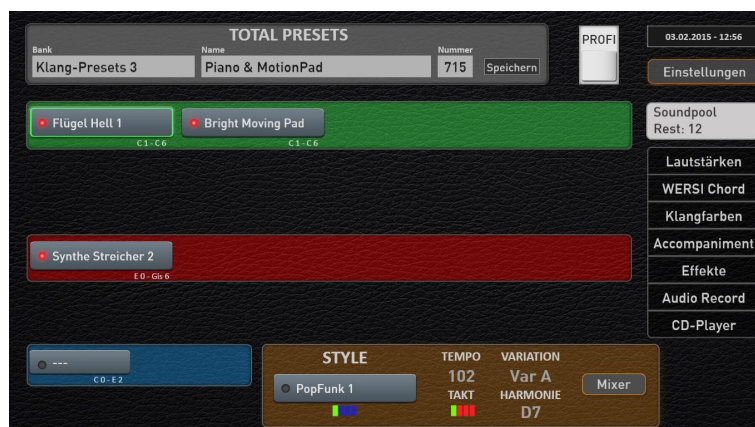 TOTAL PRESETS
Bank Name Nummer
Klang-Presets 3 Piano & MotionPad 715 Speichern
PROFI
03.02.2015 - 12:56
Einstellungen
Flügel Hell 1
C1-C6
Bright Moving Pad
C1-C6
Soundpool
Rest: 12
Lautstärken
WERSI Chord
Klangfarben
Accompaniment
Effekte
Audio Record
CD-Player
Synthe Streicher 2
E 0 - Gis 6
---
C0-E2
STYLE
PopFunk 1
TEMPO
102
TAKT
VARIATION
Var A
HARMONIE
D7
Mixer